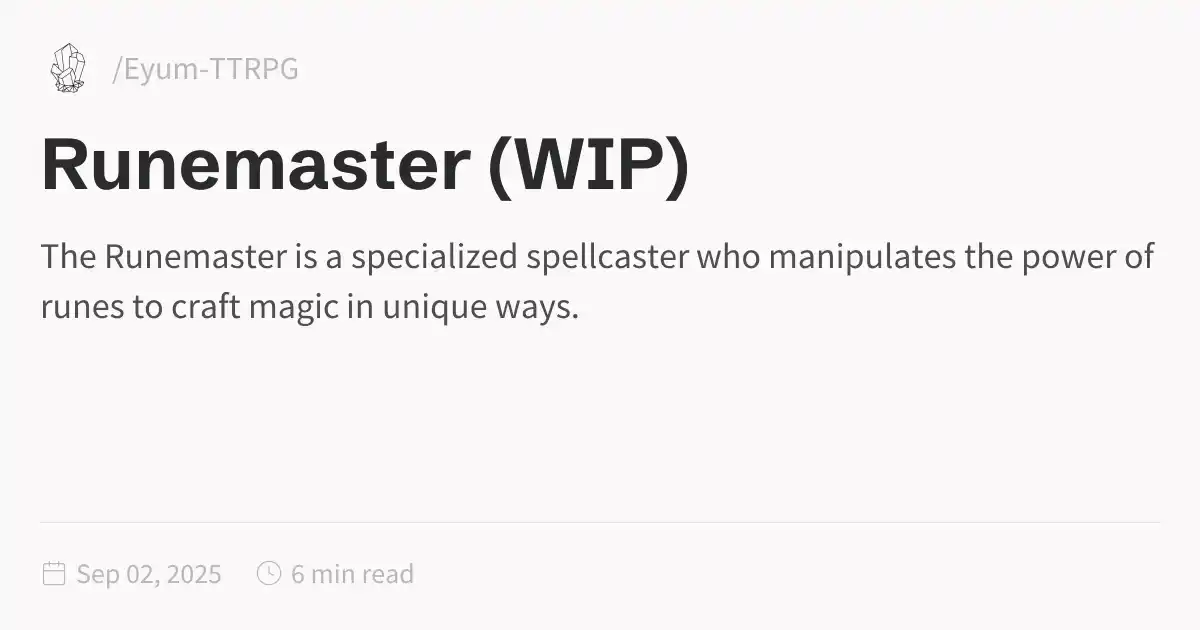 /Eyum-TTRPG
Runemaster (WIP)
The Runemaster is a specialized spellcaster who manipulates the power of
runes to craft magic in unique ways.
Sep 02, 2025 6 min read